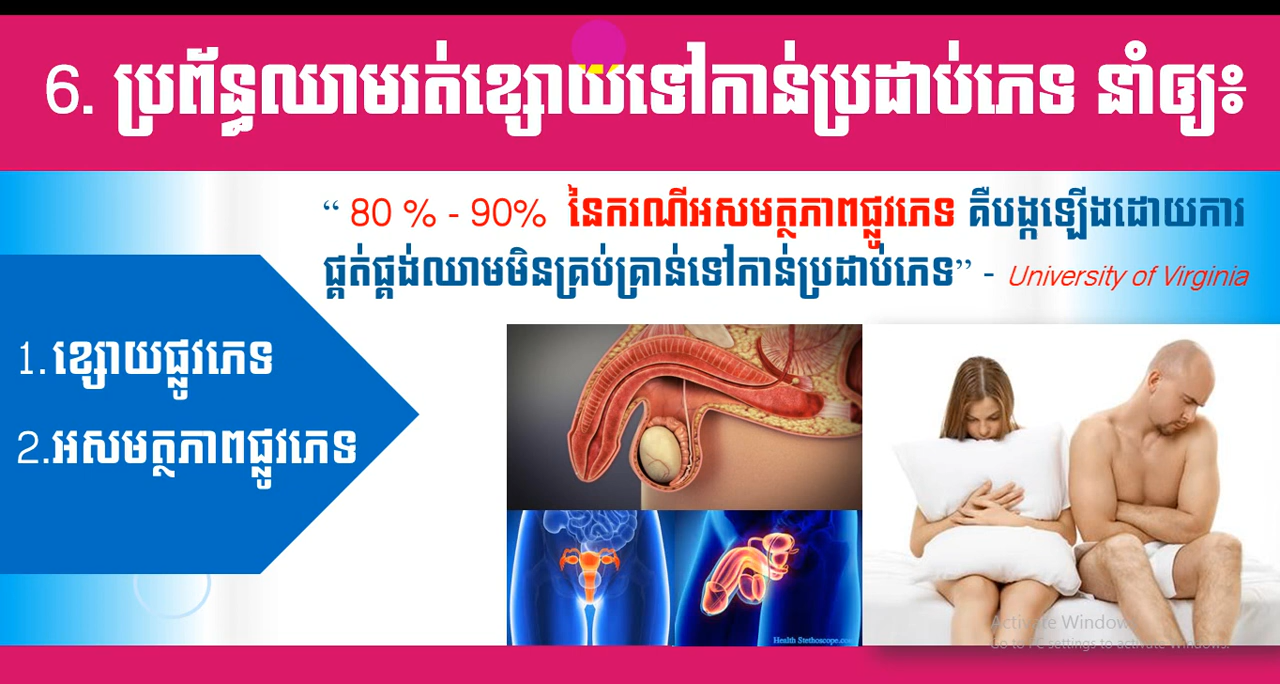 6. ប្រព័ន្ធឈាមរត់ខ្សោយទៅកាន់ប្រដាប់ភេទ នាំឲ្យ៖
“ 80 % - 90% នៃករណីអសមត្ថភាពផ្លូវភេទ គឺបង្កឡើងដោយការ
ផ្គត់ផ្គង់ឈាមមិនគ្រប់គ្រាន់ទៅកាន់ប្រដាប់ភេទ” - University of Virginia
1. ខ្សោយផ្លូវភេទ
2. អសមត្ថភាពផ្លូវភេទ
Health Stethoscope.com
Activate Windows
Go to PC settings to activate Windows.